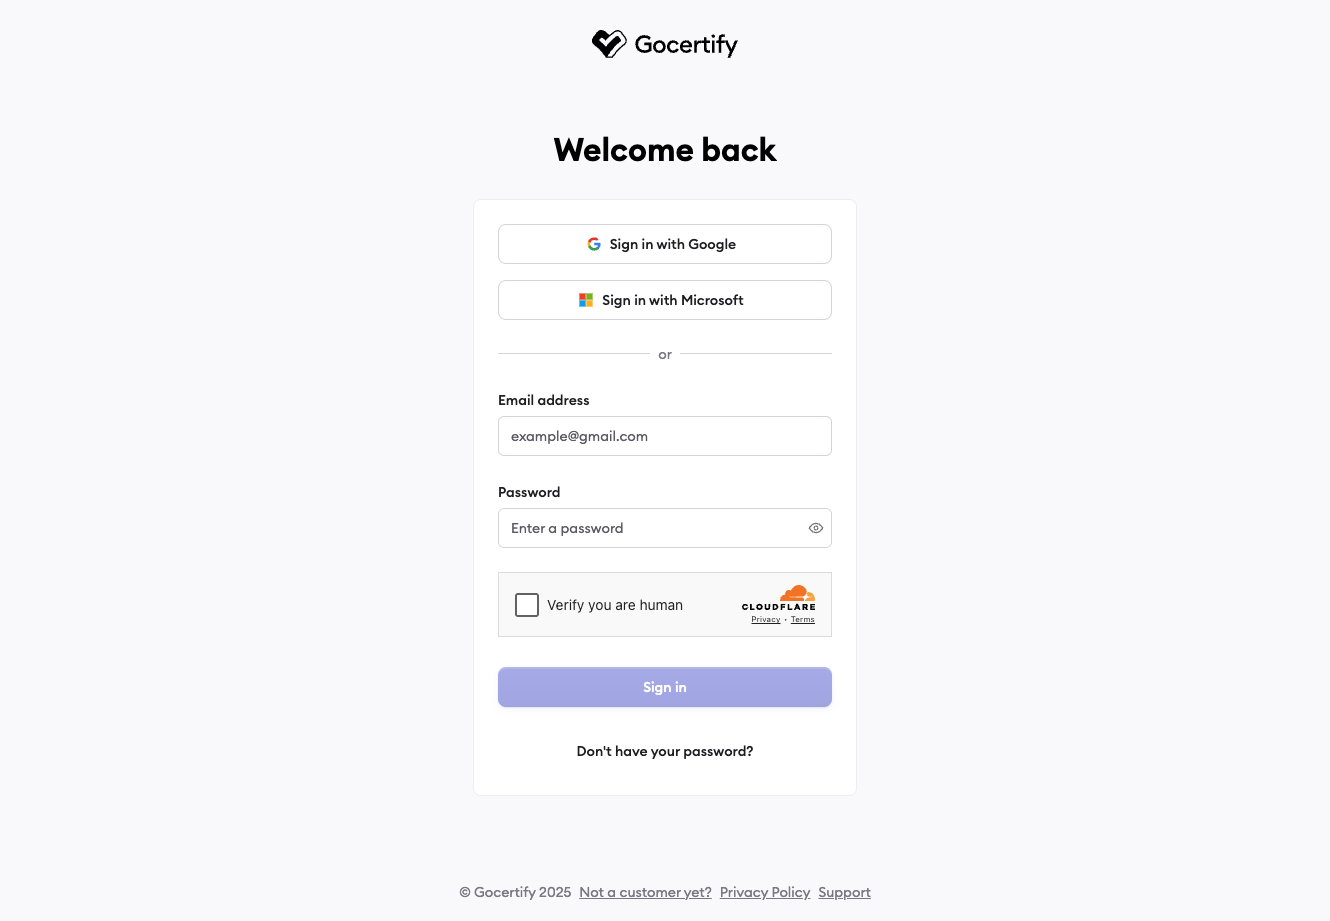 Gocertify
Welcome back
Sign in with Google
Sign in with Microsoft
or
Email address
example@gmail.com
Password
Enter a password
Verify you are human
CLOUDFLARE
Privacy • Terms
Sign in
Don't have your password?
© Gocertify 2025 Not a customer yet? Privacy Policy Support